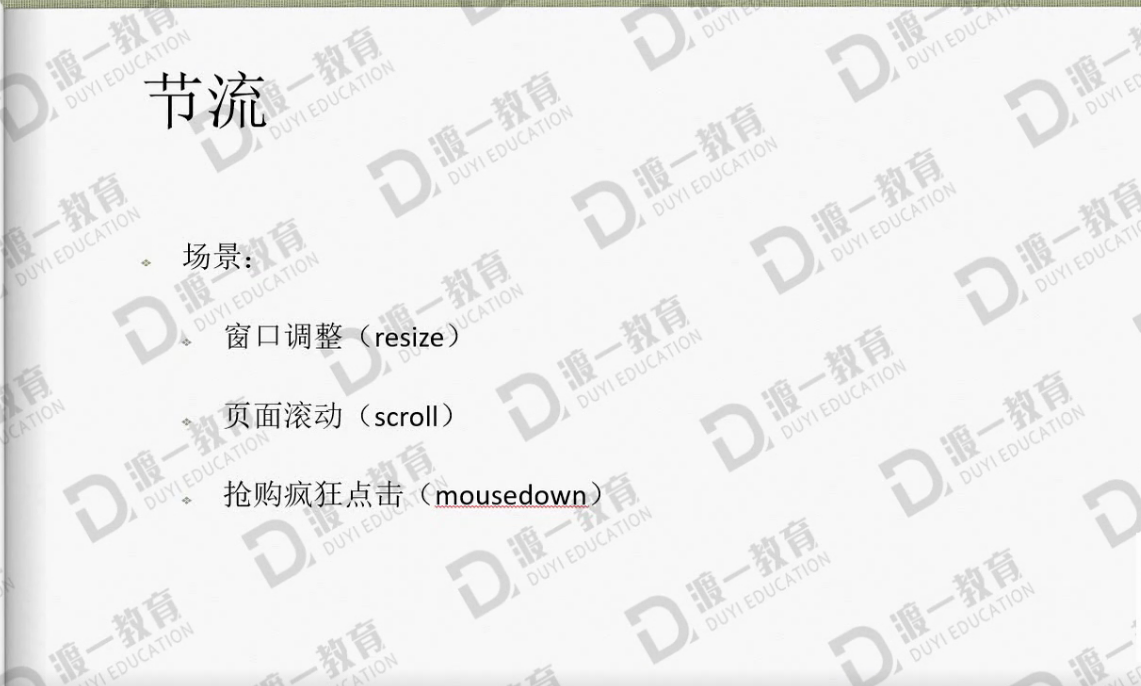 节流
场景：
窗口调整（resize）
页面滚动（scroll）
抢购疯狂点击（mousedown）
渡一教育
DUYI EDUCATION